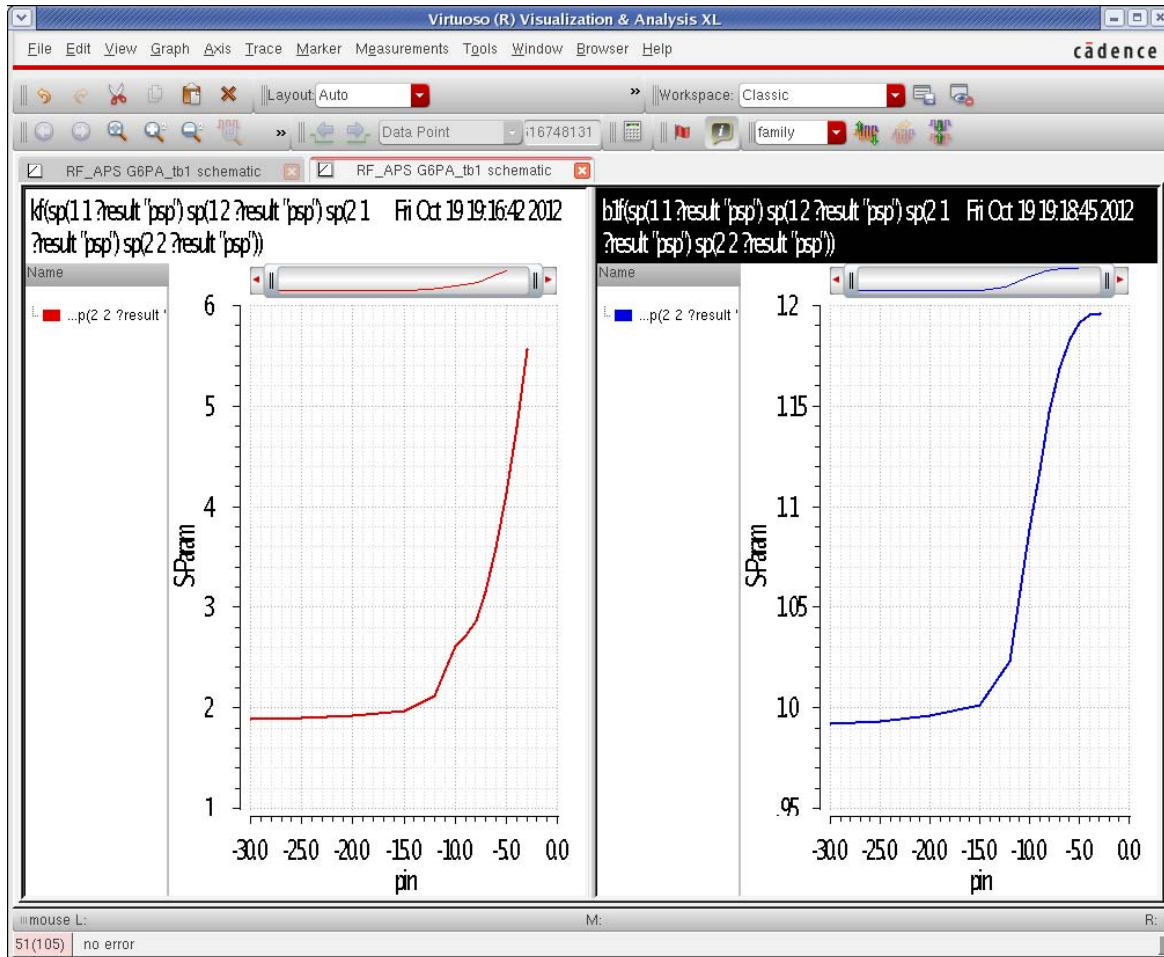 Virtuoso (R) Visualization & Analysis XL
File Edit View Graph Axis Trace Marker Measurements Tools Window Browser Help
cādence
Layout: Auto
» Workspace: Classic
» Data Point 16748131 family
RF_APS G6PA_tb1 schematic RF_APS G6PA_tb1 schematic
kf(sp(1 1 ?result "psp") sp(1 2 ?result "psp") sp(2 1 Fri Oct 19 19:16:42 2012
?result "psp") sp(2 2 ?result "psp"))
Name
...p(2 2 ?result '
6
5
4
3
2
1
S-Param
-30.0 -25.0 -20.0 -15.0 -10.0 -5.0 0.0
pin
b1f(sp(1 1 ?result "psp") sp(1 2 ?result "psp") sp(2 1 Fri Oct 19 19:18:45 2012
?result "psp") sp(2 2 ?result "psp"))
Name
...p(2 2 ?result '
1.2
1.15
1.1
1.05
1.0
.95
S-Param
-30.0 -25.0 -20.0 -15.0 -10.0 -5.0 0.0
pin
mouse L: M: R:
51(105) no error